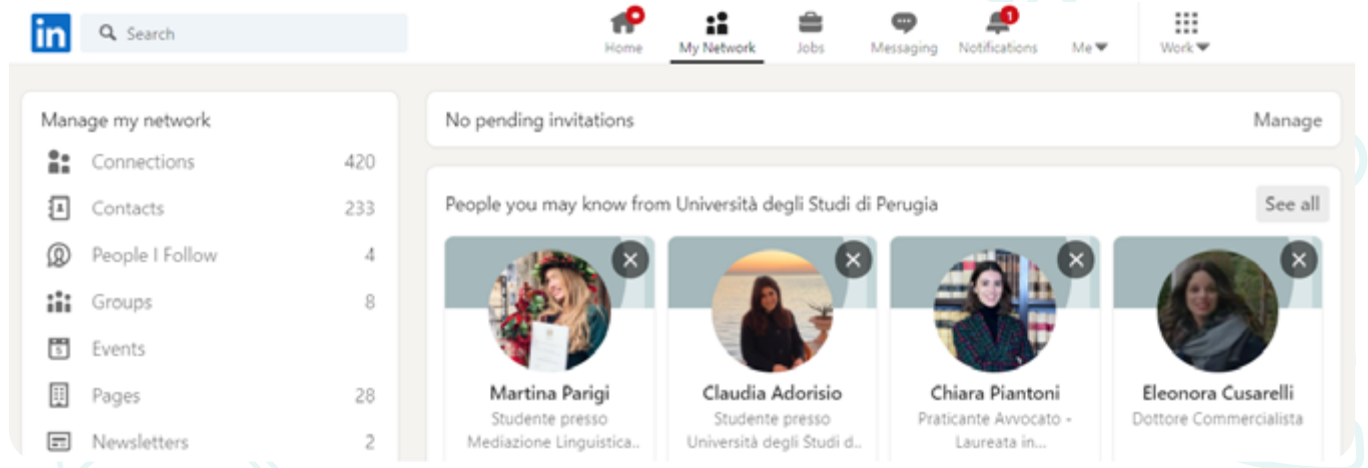 in
Search
Home
My Network
Jobs
Messaging
1
Notifications
Me
Work
Manage my network
Connections 420
Contacts 233
People I Follow 4
Groups 8
5
Events
Pages 28
Newsletters 2
No pending invitations Manage
People you may know from Università degli Studi di Perugia See all
Martina Parigi
Studente presso
Mediazione Linguistica...
Claudia Adorisio
Studente presso
Università degli Studi d...
Chiara Piantoni
Praticante Avvocato -
Laureata in...
Eleonora Cusarelli
Dottore Commercialista